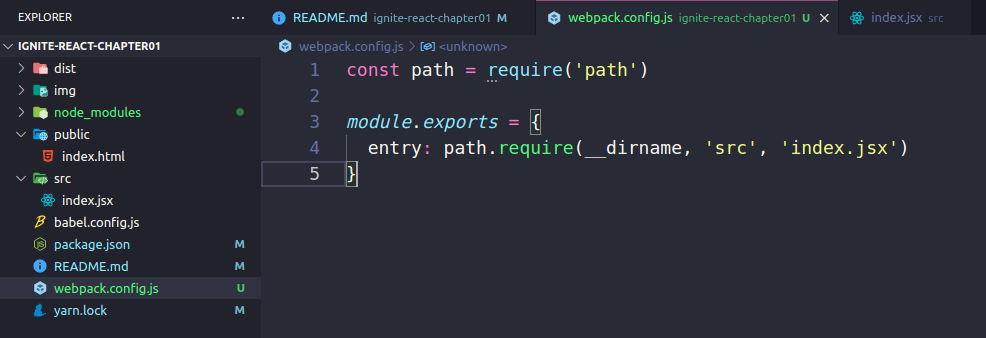 EXPLORER ...
IGNITE-REACT-CHAPTER01
dist
img
node_modules
public
index.html
src
index.jsx
babel.config.js
package.json M
README.md M
webpack.config.js U
yarn.lock M
README.md ignite-react-chapter01 M
webpack.config.js ignite-react-chapter01 U
index.jsx src
webpack.config.js > <unknown>
1 const path = require('path')
2
3 module.exports = {
4 entry: path.require(__dirname, 'src', 'index.jsx')
5 }